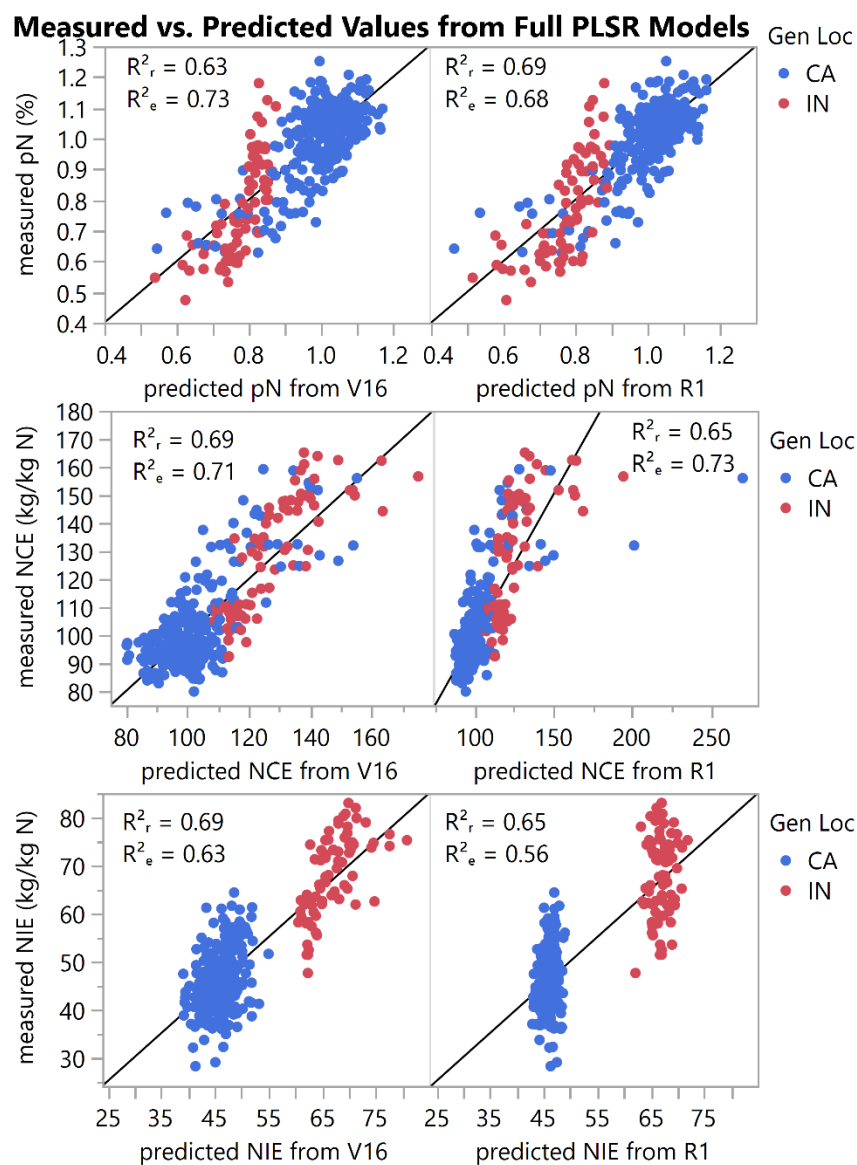 Measured vs. Predicted Values from Full PLSR Models
Gen Loc
CA
IN
measured pN (%)
1.3
1.2
1.1
1.0
0.9
0.8
0.7
0.6
0.5
0.4
R²r = 0.63
R²e = 0.73
R²r = 0.69
R²e = 0.68
0.4 0.6 0.8 1.0 1.2
0.4 0.6 0.8 1.0 1.2
predicted pN from V16
predicted pN from R1
Gen Loc
CA
IN
measured NCE (kg/kg N)
180
170
160
150
140
130
120
110
100
90
80
R²r = 0.69
R²e = 0.71
R²r = 0.65
R²e = 0.73
80 100 120 140 160
100 150 200 250
predicted NCE from V16
predicted NCE from R1
Gen Loc
CA
IN
measured NIE (kg/kg N)
80
70
60
50
40
30
R²r = 0.69
R²e = 0.63
R²r = 0.65
R²e = 0.56
25 35 45 55 65 75
25 35 45 55 65 75
predicted NIE from V16
predicted NIE from R1